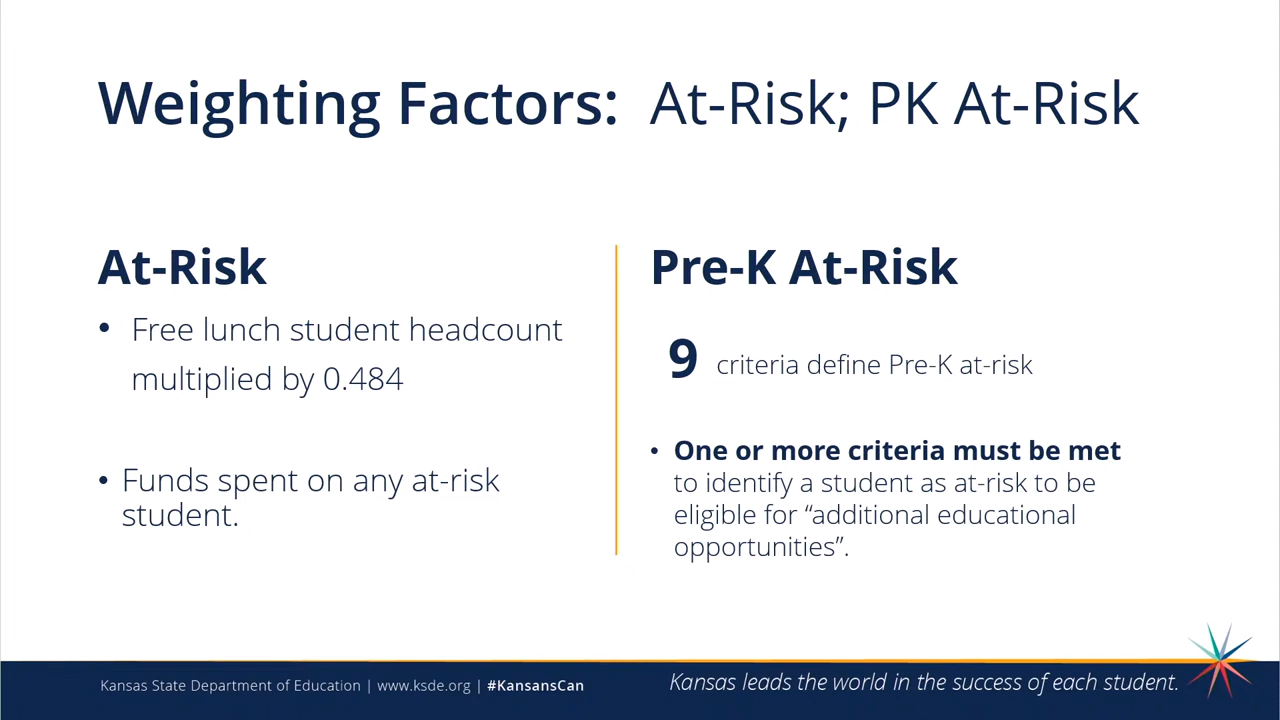 Weighting Factors: At-Risk; PK At-Risk
At-Risk
• Free lunch student headcount
multiplied by 0.484
• Funds spent on any at-risk
student.
Pre-K At-Risk
9 criteria define Pre-K at-risk
• One or more criteria must be met
to identify a student as at-risk to be
eligible for “additional educational
opportunities”.
Kansas State Department of Education | www.ksde.org | #KansansCan
Kansas leads the world in the success of each student.